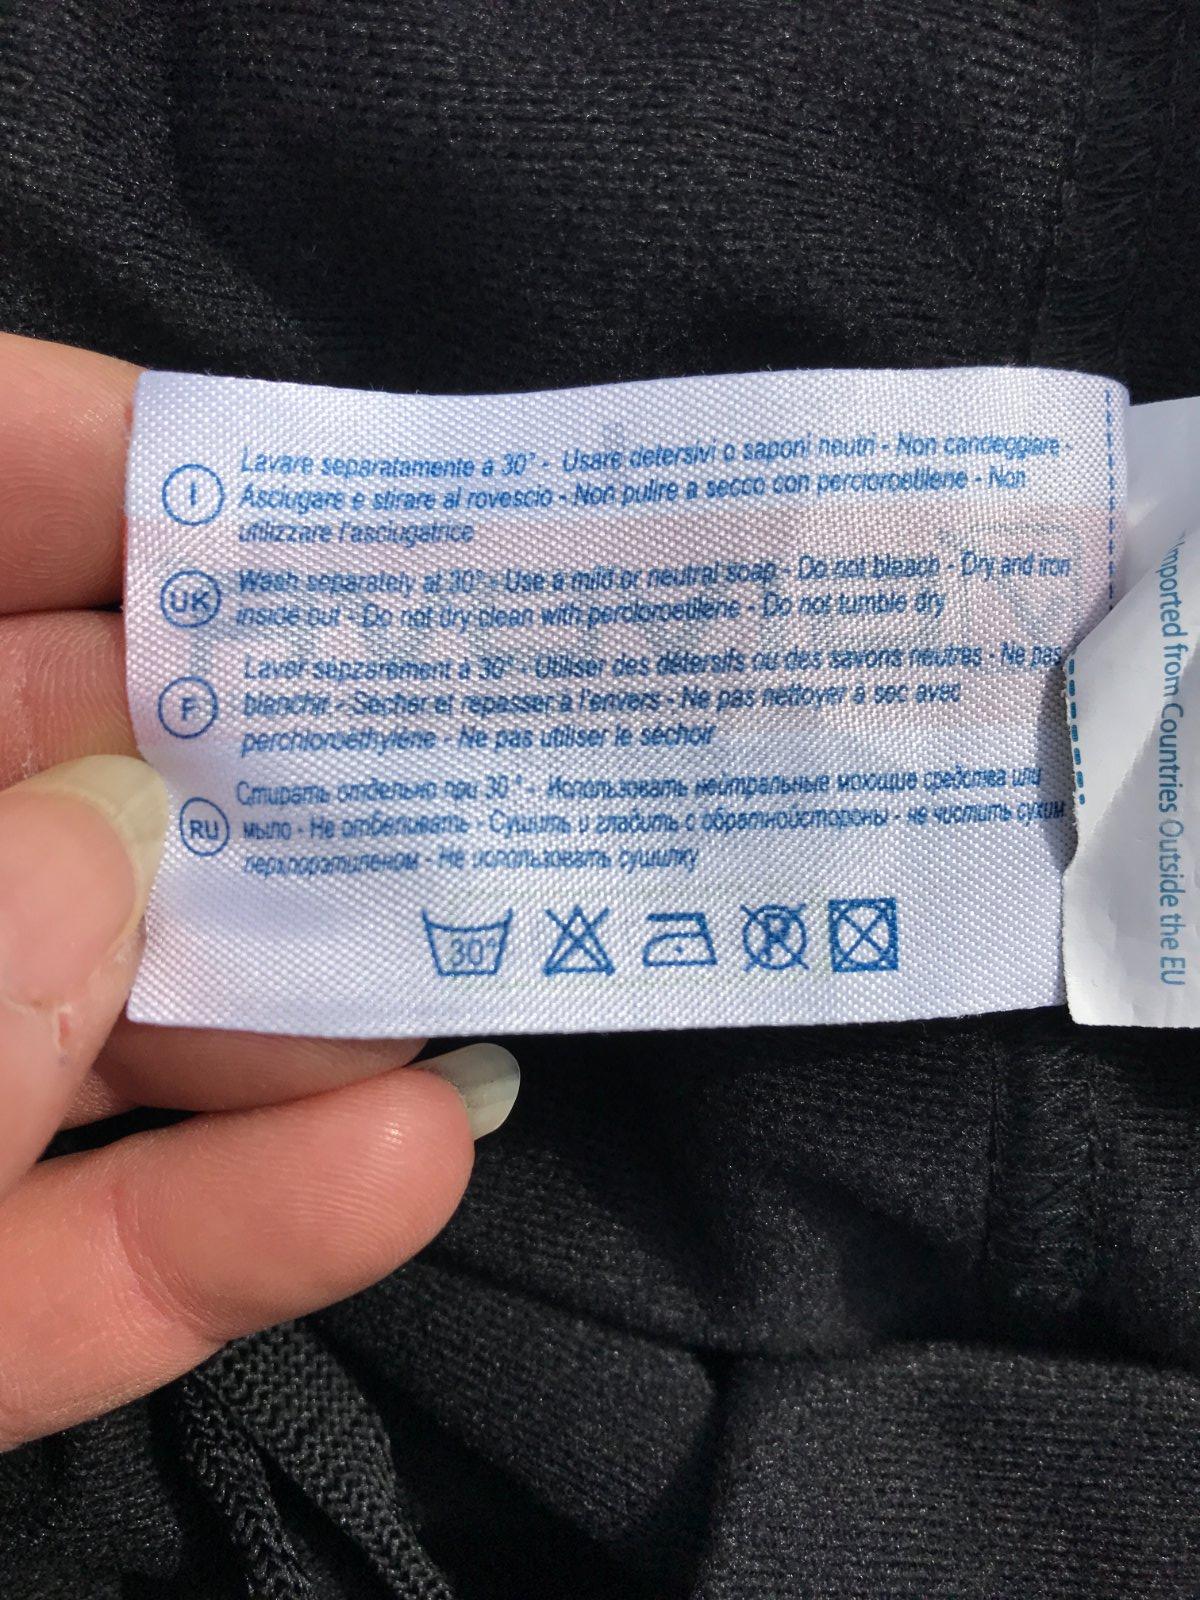 I
Lavare separatamente a 30° - Usare detersivi o saponi neutri - Non candeggiare -
Asciugare e stirare al rovescio - Non pulire a secco con percloroetilene - Non
utilizzare l'asciugatrice
UK
Wash separately at 30° - Use a mild or neutral soap - Do not bleach - Dry and iron
inside out - Do not dry clean with percloroetilene - Do not tumble dry
F
Laver sépzarément à 30° - Utiliser des détersifs ou des savons neutres - Ne pas
blanchir - Sécher et repasser à l'envers - Ne pas nettoyer à sec avec
perchloroéthylène - Ne pas utiliser le séchoir
RU
Стирать отдельно при 30° - Использовать нейтральные моющие средства или
мыло - Не отбеливать - Сушить и гладить с обратнойстороны - не чистить сухим
перхлорэтиленом - Не использовать сушилку
30°
P
Imported from Countries Outside the EU